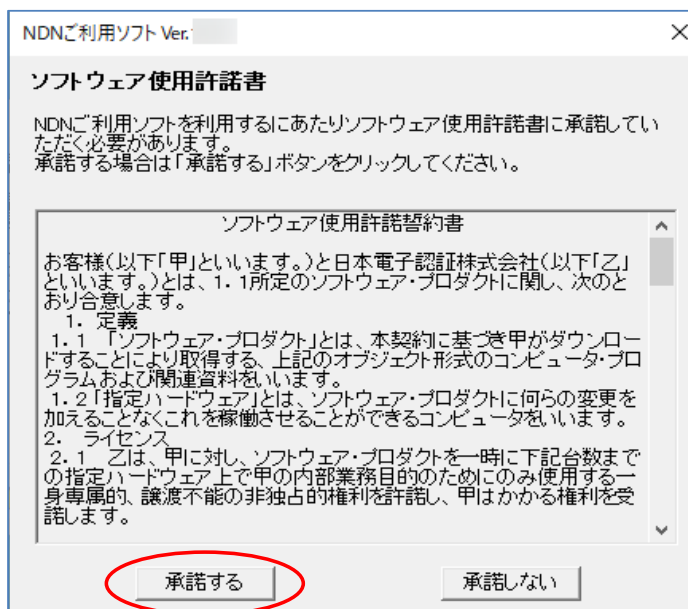 NDNご利用ソフト Ver.
ソフトウェア使用許諾書
NDNご利用ソフトを利用するにあたりソフトウェア使用許諾書に承諾してい
ただく必要があります。
承諾する場合は「承諾する」ボタンをクリックしてください。
ソフトウェア使用許諾誓約書
お客様(以下「甲」といいます。)と日本電子認証株式会社(以下「乙」
といいます。)とは、1. 1所定のソフトウェア・プロダクトに関し、次のと
おり合意します。
1. 定義
1. 1 「ソフトウェア・プロダクト」とは、本契約に基づき甲がダウンロー
ドすることにより取得する、上記のオブジェクト形式のコンピュータ・プロ
グラムおよび関連資料をいいます。
1. 2「指定ハードウェア」とは、ソフトウェア・プロダクトに何らの変更を
加えることなくこれを稼働させることができるコンピュータをいいます。
2. ライセンス
2. 1 乙は、甲に対し、ソフトウェア・プロダクトを一時に下記台数まで
の指定ハードウェア上で甲の内部業務目的のためにのみ使用する一
身専属的、譲渡不能の非独占的権利を許諾し、甲はかかる権利を受
諾します。
承諾する
承諾しない